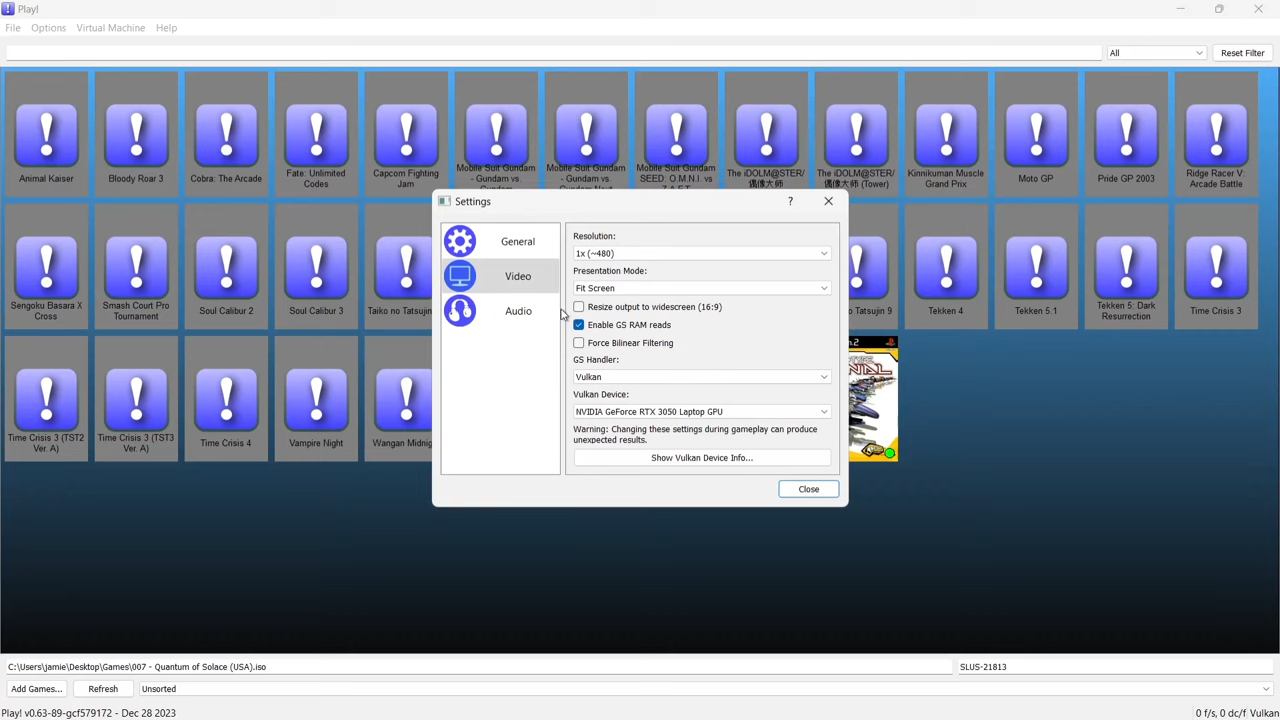 Play!
File Options Virtual Machine Help
All Reset Filter
Animal Kaiser
Bloody Roar 3
Cobra: The Arcade
Fate: Unlimited
Codes
Capcom Fighting
Jam
Mobile Suit Gundam
- Gundam vs.
Gundam
Mobile Suit Gundam
- Gundam vs.
Gundam Next
Mobile Suit Gundam
SEED: O.M.N.I. vs
Z.A.F.T
The iDOLM@STER/
偶像大师
The iDOLM@STER/
偶像大师 (Tower)
Kinnikuman Muscle
Grand Prix
Moto GP
Pride GP 2003
Ridge Racer V:
Arcade Battle
Sengoku Basara X
Cross
Smash Court Pro
Tournament
Soul Calibur 2
Soul Calibur 3
Taiko no Tatsujin
o Tatsujin 9
Tekken 4
Tekken 5.1
Tekken 5: Dark
Resurrection
Time Crisis 3
Time Crisis 3 (TST2
Ver. A)
Time Crisis 3 (TST3
Ver. A)
Time Crisis 4
Vampire Night
Wangan Midnig
Settings
?
General
Video
Audio
Resolution:
1x (~480)
Presentation Mode:
Fit Screen
Resize output to widescreen (16:9)
Enable GS RAM reads
Force Bilinear Filtering
GS Handler:
Vulkan
Vulkan Device:
NVIDIA GeForce RTX 3050 Laptop GPU
Warning: Changing these settings during gameplay can produce
unexpected results.
Show Vulkan Device Info...
Close
C:\Users\jamie\Desktop\Games\007 - Quantum of Solace (USA).iso SLUS-21813
Add Games... Refresh Unsorted
Play! v0.63-89-gcf579172 - Dec 28 2023 0 f/s, 0 dc/f Vulkan